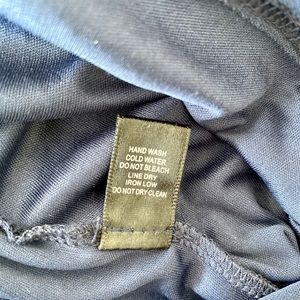 HAND WASH
COLD WATER
DO NOT BLEACH
LINE DRY
IRON LOW
DO NOT DRY CLEAN